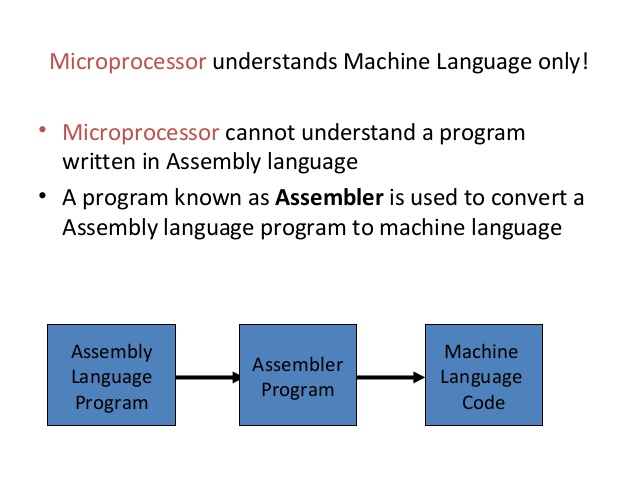 Microprocessor understands Machine Language only!
• Microprocessor cannot understand a program
written in Assembly language
• A program known as Assembler is used to convert a
Assembly language program to machine language
Assembly
Language
Program
Assembler
Program
Machine
Language
Code